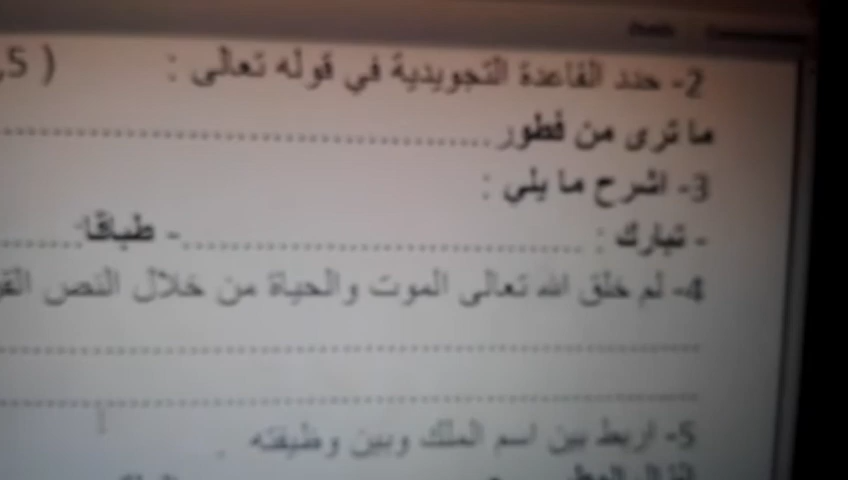 2- حدد القاعدة التجويدية في قوله تعالى : ( 5,
ما ترى من فطور....................
3- اشرح ما يلي :
- تبارك : .................... - طباقا....
4- لم خلق الله تعالى الموت والحياة من خلال النص
....................
....................
5- اربط بين اسم الملك وبين وظيفته .